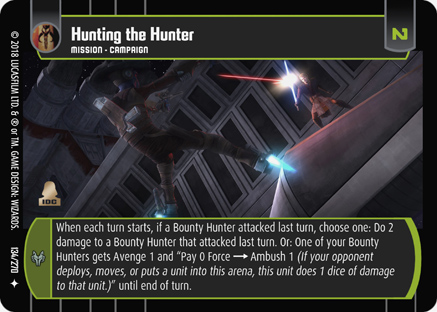 Hunting the Hunter
MISSION • CAMPAIGN
N
© 2018 LUCASFILM LTD. & ® or TM. GAME DESIGN: WIZARDS.
134/270
IDC
When each turn starts, if a Bounty Hunter attacked last turn, choose one: Do 2
damage to a Bounty Hunter that attacked last turn. Or: One of your Bounty
Hunters gets Avenge 1 and “Pay 0 Force → Ambush 1 (If your opponent
deploys, moves, or puts a unit into this arena, this unit does 1 dice of damage
to that unit.)” until end of turn.